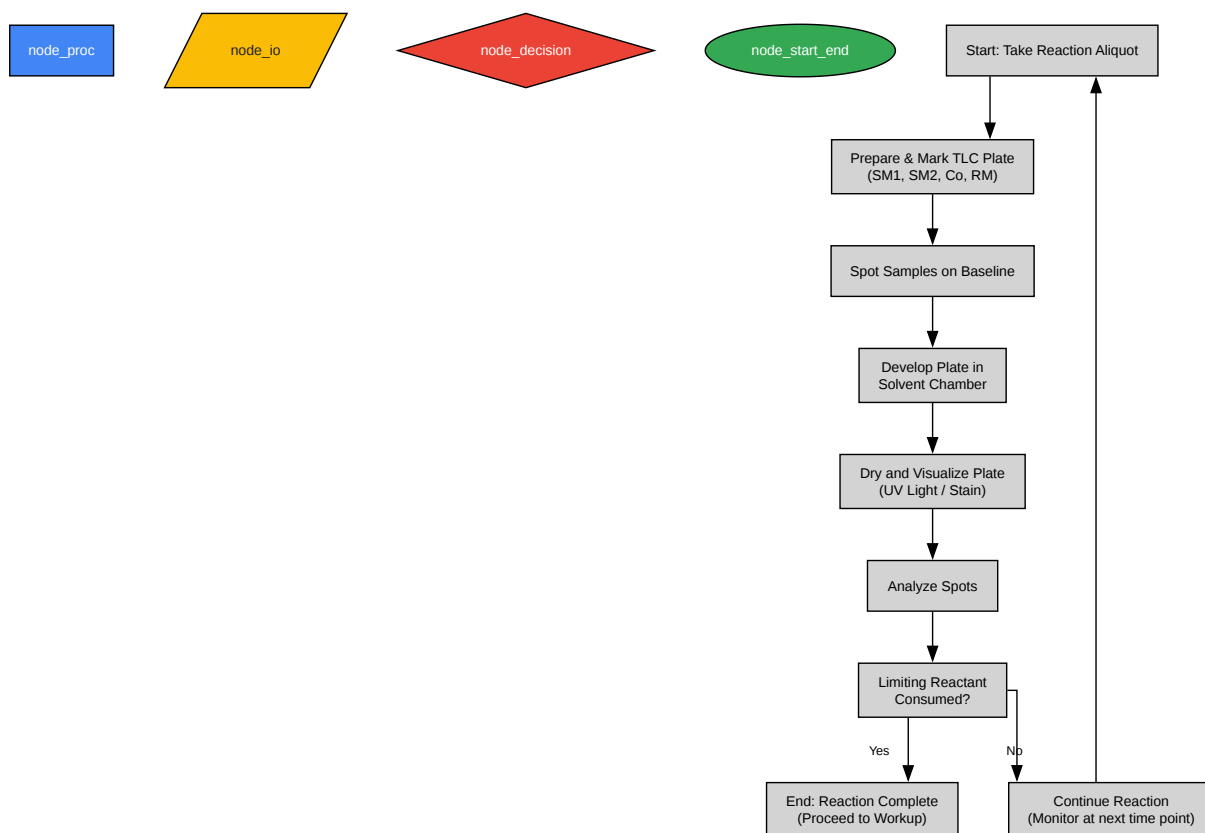 node_proc
node_io
node_decision
node_start_end
Start: Take Reaction Aliquot
Prepare & Mark TLC Plate
(SM1, SM2, Co, RM)
Spot Samples on Baseline
Develop Plate in
Solvent Chamber
Dry and Visualize Plate
(UV Light / Stain)
Analyze Spots
Limiting Reactant
Consumed?
Yes
No
End: Reaction Complete
(Proceed to Workup)
Continue Reaction
(Monitor at next time point)